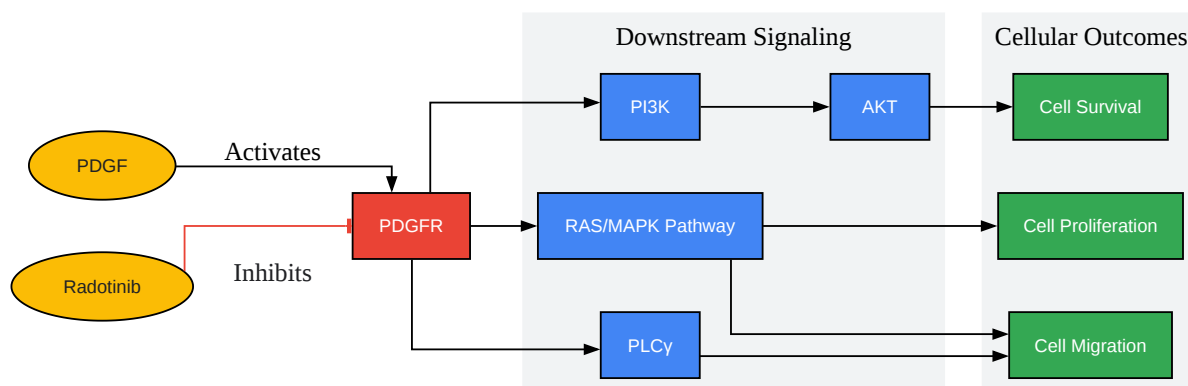 Downstream Signaling
Cellular Outcomes
PI3K
AKT
Cell Survival
PDGF
Activates
PDGFR
RAS/MAPK Pathway
Cell Proliferation
Radotinib
Inhibits
PLCγ
Cell Migration